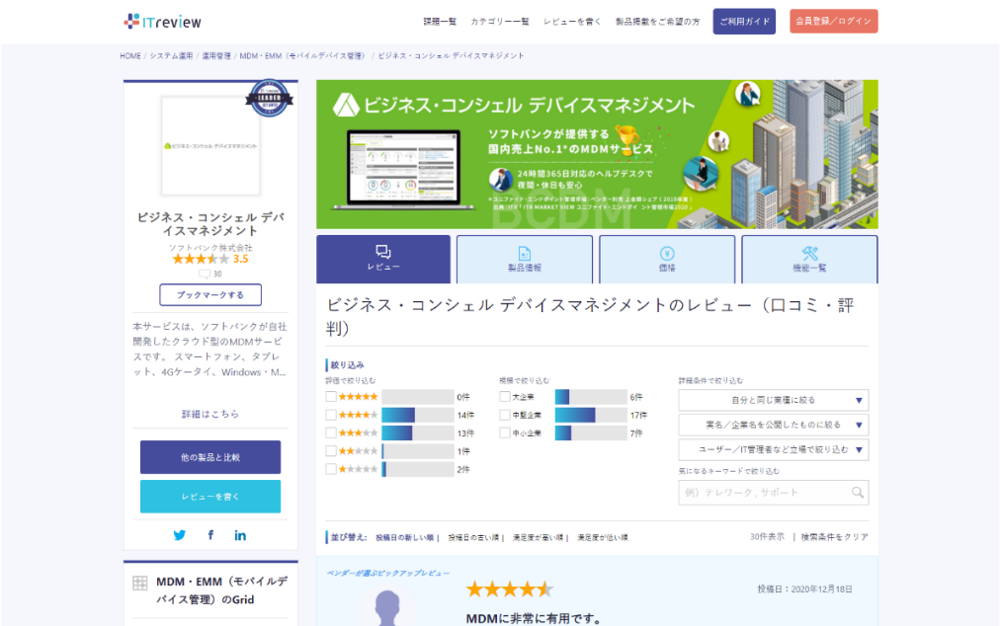 ITreview
課題一覧 カテゴリー一覧 レビューを書く 製品掲載をご希望の方 ご利用ガイド 会員登録／ログイン
HOME / システム運用 / 運用管理 / MDM・EMM（モバイルデバイス管理） / ビジネス・コンシェル デバイスマネジメント
LEADER
ビジネス・コンシェル デバイスマネジメント
ビジネス・コンシェル デバ
イスマネジメント
ソフトバンク株式会社
3.5
30
ブックマークする
本サービスは、ソフトバンクが自社
開発したクラウド型のMDMサービ
スです。 スマートフォン、タブレ
ット、4Gケータイ、Windows・M...
詳細はこちら
他の製品と比較
レビューを書く
MDM・EMM（モバイルデ
バイス管理）のGrid
ビジネス・コンシェル デバイスマネジメント
ソフトバンクが提供する
国内売上No.1*のMDMサービス
24時間365日対応のヘルプデスクで
夜間・休日も安心
BCDM
レビュー 製品情報 価格 機能一覧
ビジネス・コンシェル デバイスマネジメントのレビュー（口コミ・評
判）
絞り込み
評価で絞り込む 規模で絞り込む 詳細条件で絞り込む
0件 大企業 6件 自分と同じ業種に絞る
14件 中堅企業 17件 実名／企業名を公開したものに絞る
13件 中小企業 7件 ユーザー／IT管理者など立場で絞り込む
1件
2件
気になるキーワードで絞り込む
例）テレワーク , サポート
並び替え: 投稿日の新しい順 | 投稿日の古い順 | 満足度が高い順 | 満足度が低い順 30件表示 | 検索条件をクリア
ベンダーが選ぶピックアップレビュー
投稿日：2020年12月18日
MDMに非常に有用です。